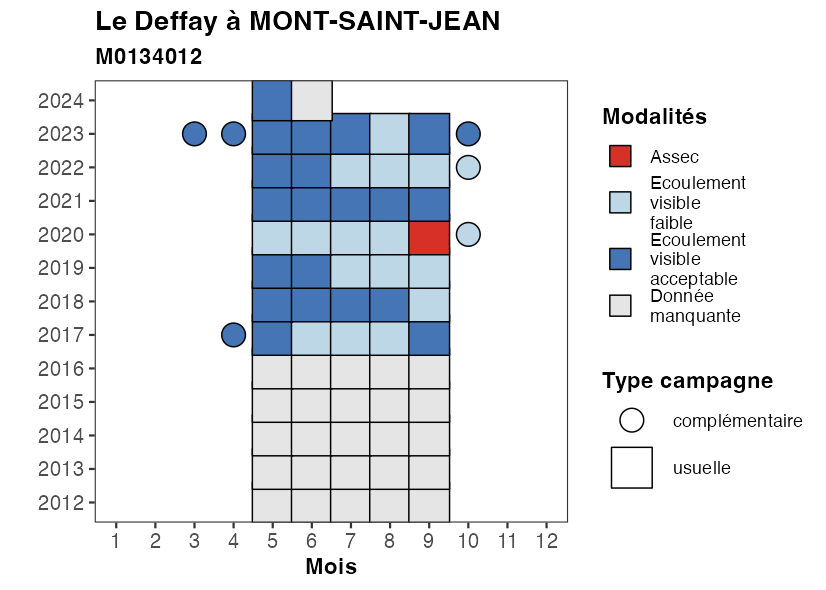 Le Deffay à MONT-SAINT-JEAN
M0134012
2024
2023
2022
2021
2020
2019
2018
2017
2016
2015
2014
2013
2012
1 2 3 4 5 6 7 8 9 10 11 12
Mois
Modalités
Assec
Ecoulement
visible
faible
Ecoulement
visible
acceptable
Donnée
manquante
Type campagne
complémentaire
usuelle